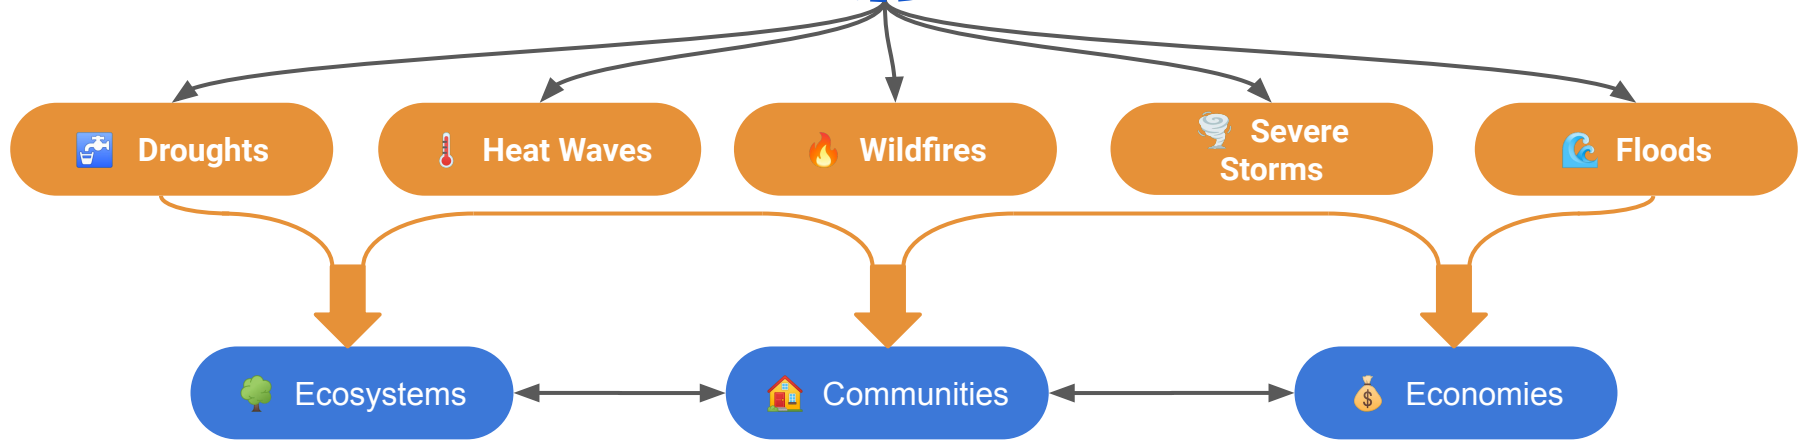 Droughts
Heat Waves
Wildfires
Severe
Storms
Floods
Ecosystems
Communities
Economies